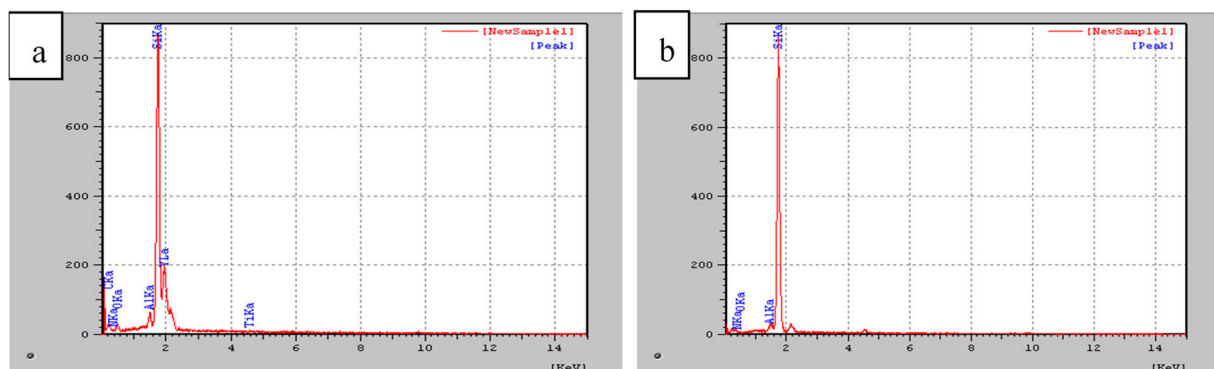 a
[NewSample1]
[Peak]
SiKa
800
600
400
200
0
CKa
NKa
OKa
AlKa
YLa
TiKa
2
4
6
8
10
12
14
[KeV]
b
[NewSample1]
[Peak]
SiKa
800
600
400
200
0
NKa
OKa
AlKa
2
4
6
8
10
12
14
[KeV]